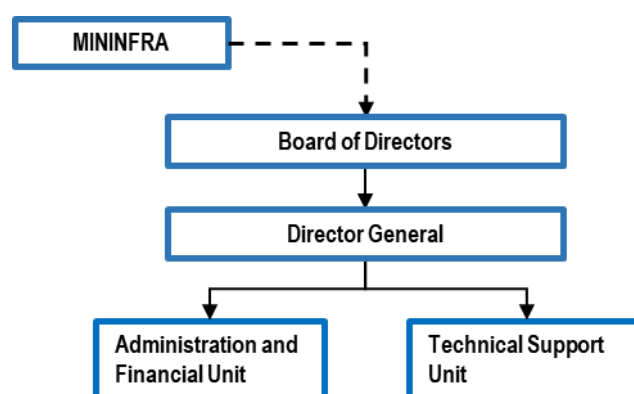 MININFRA
Board of Directors
Director General
Administration and
Financial Unit
Technical Support
Unit